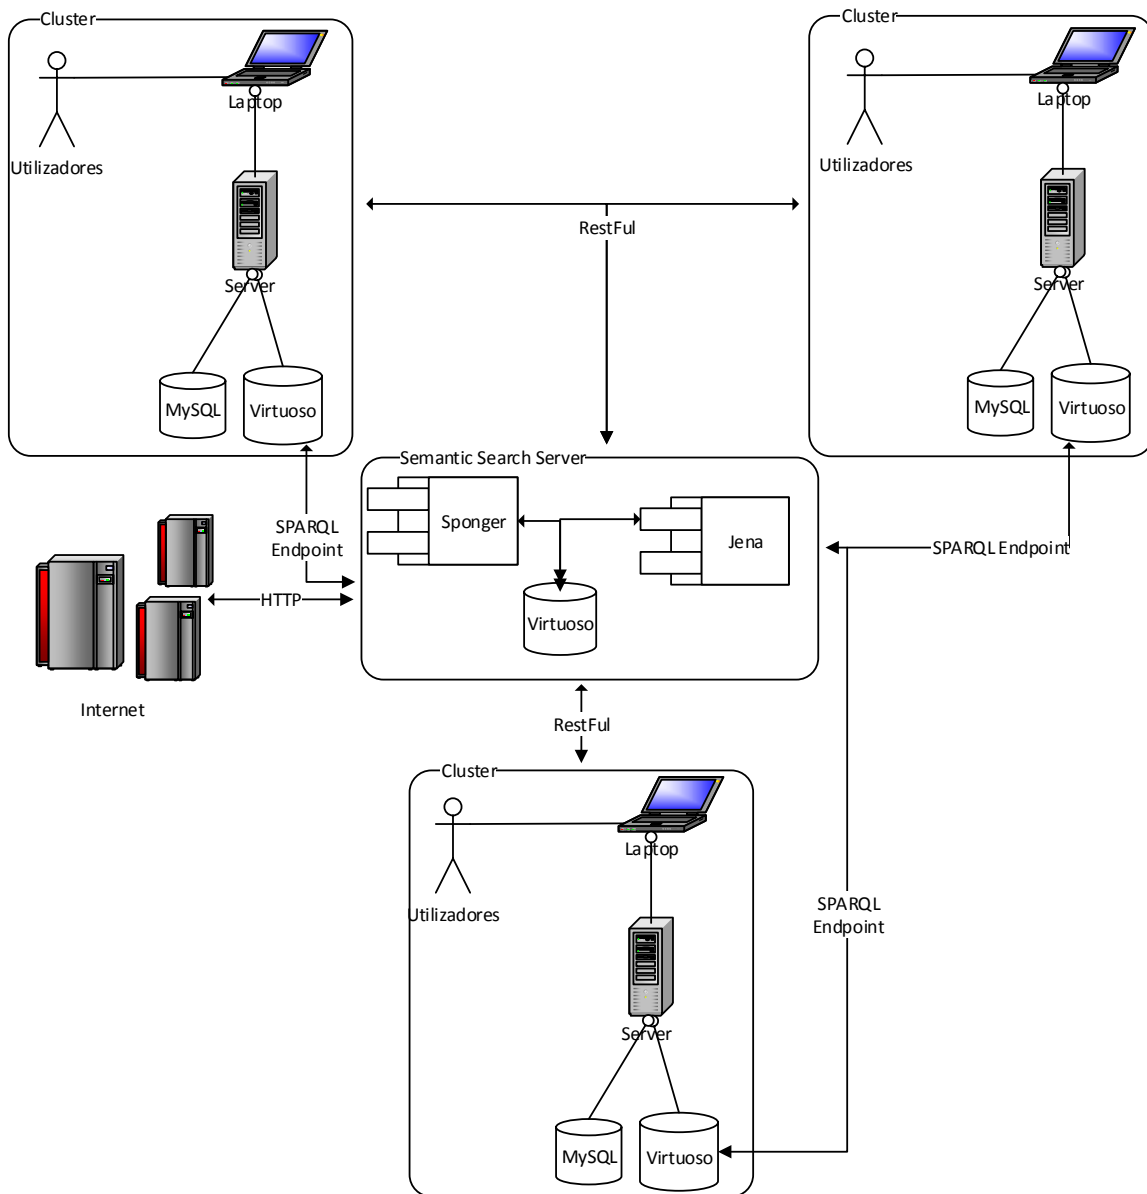 Cluster
Cluster
Laptop
Laptop
Utilizadores
Utilizadores
RestFul
Server
Server
MySQL
Virtuoso
MySQL
Virtuoso
Semantic Search Server
Sponger
Jena
SPARQL
Endpoint
SPARQL Endpoint
HTTP
Virtuoso
Internet
RestFul
Cluster
Laptop
Utilizadores
SPARQL
Endpoint
Server
MySQL
Virtuoso